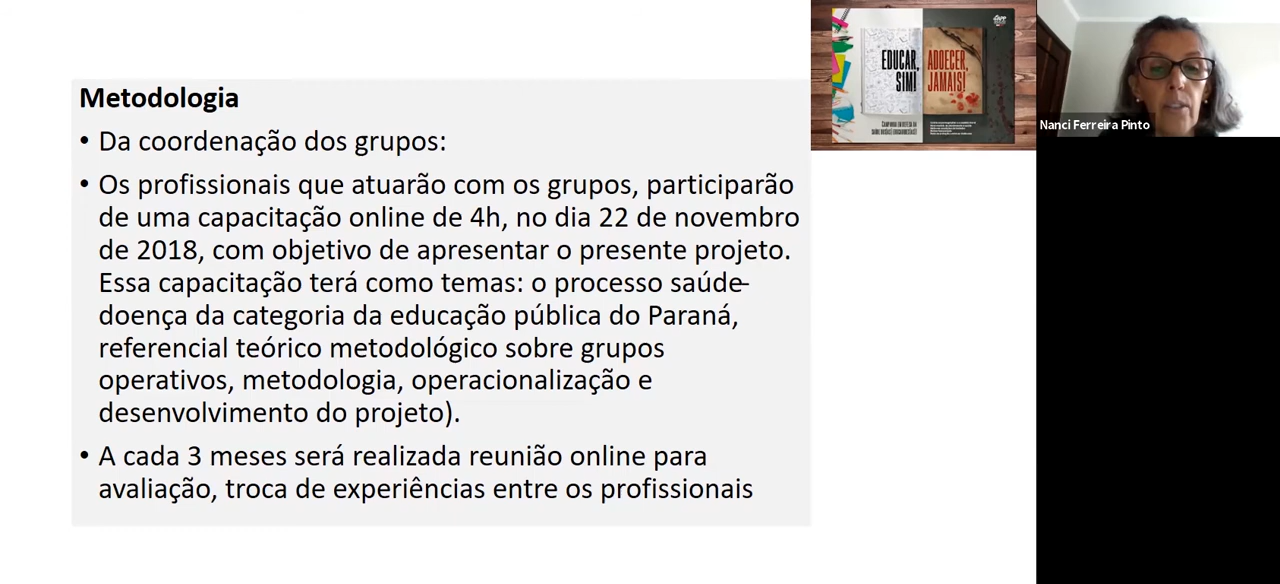 Metodologia
• Da coordenação dos grupos:
• Os profissionais que atuarão com os grupos, participarão
de uma capacitação online de 4h, no dia 22 de novembro
de 2018, com objetivo de apresentar o presente projeto.
Essa capacitação terá como temas: o processo saúde-
doença da categoria da educação pública do Paraná,
referencial teórico metodológico sobre grupos
operativos, metodologia, operacionalização e
desenvolvimento do projeto).
• A cada 3 meses será realizada reunião online para
avaliação, troca de experiências entre os profissionais
EDUCAR,
SIM!
ADOECER,
JAMAIS!
Nanci Ferreira Pinto